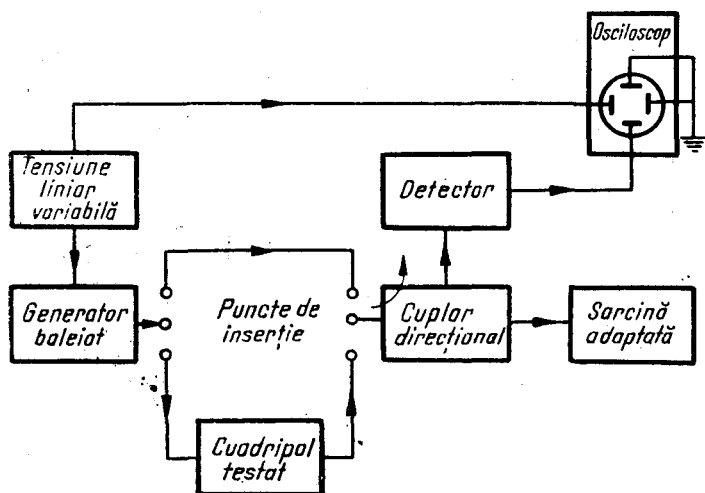 Osciloscop
Tensiune
liniar
variabilă
Detector
Generator
baleiat
Puncte de
inserție
Cuplor
direcțional
Sarcină
adaptată
Cuadripol
testat